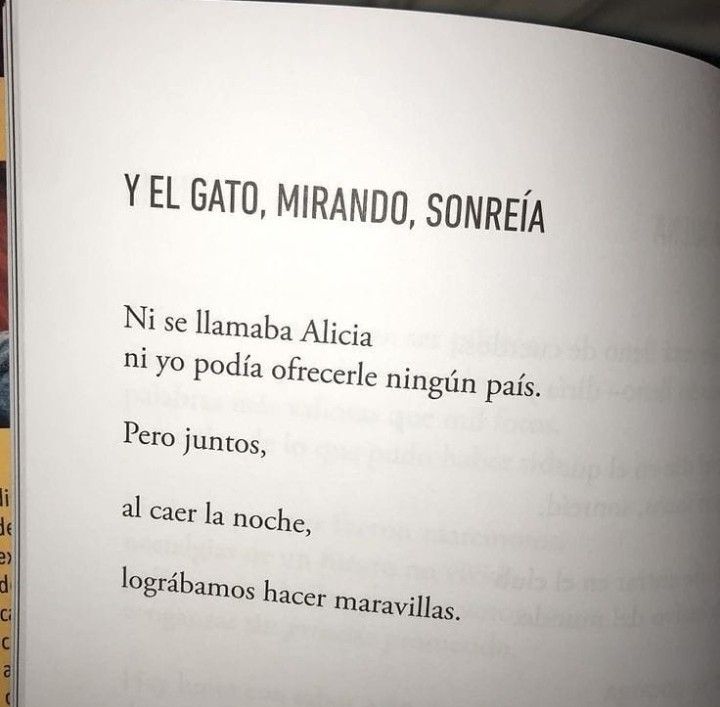 Y EL GATO, MIRANDO, SONREÍA
Ni se llamaba Alicia
ni yo podía ofrecerle ningún país.
Pero juntos,
al caer la noche,
lográbamos hacer maravillas.